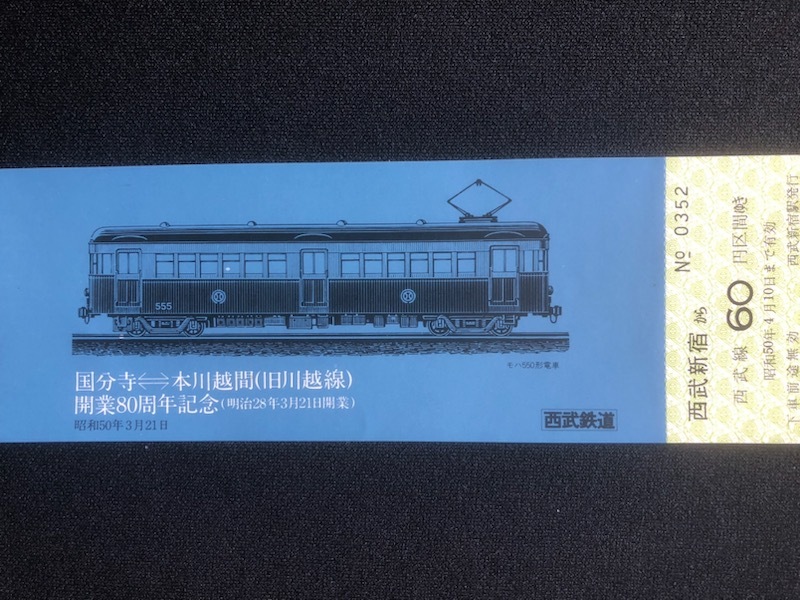 555
モハ550形電車
国分寺⇔本川越間(旧川越線)
開業80周年記念(明治28年3月21日開業)
昭和50年3月21日
西武鉄道
№ 0352
西武新宿から
西武線60円区間ゆき
昭和50年4月10日まで有効
下車前途無効 西武新宿駅発行